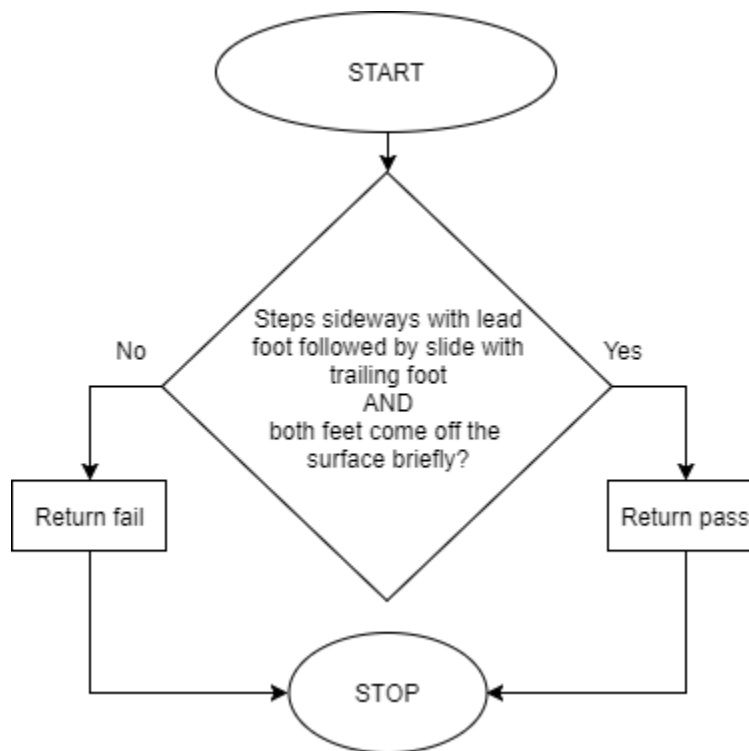 START
Steps sideways with lead
foot followed by slide with
trailing foot
AND
both feet come off the
surface briefly?
No
Yes
Return fail
Return pass
STOP